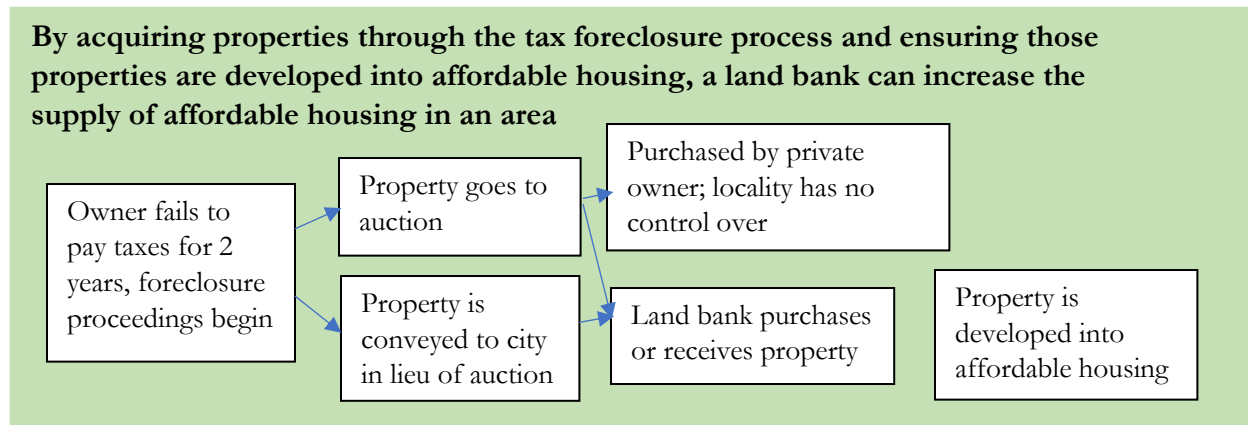 By acquiring properties through the tax foreclosure process and ensuring those
properties are developed into affordable housing, a land bank can increase the
supply of affordable housing in an area
Owner fails to
pay taxes for 2
years, foreclosure
proceedings begin
Property goes to
auction
Property is
conveyed to city
in lieu of auction
Purchased by private
owner; locality has no
control over
Land bank purchases
or receives property
Property is
developed into
affordable housing